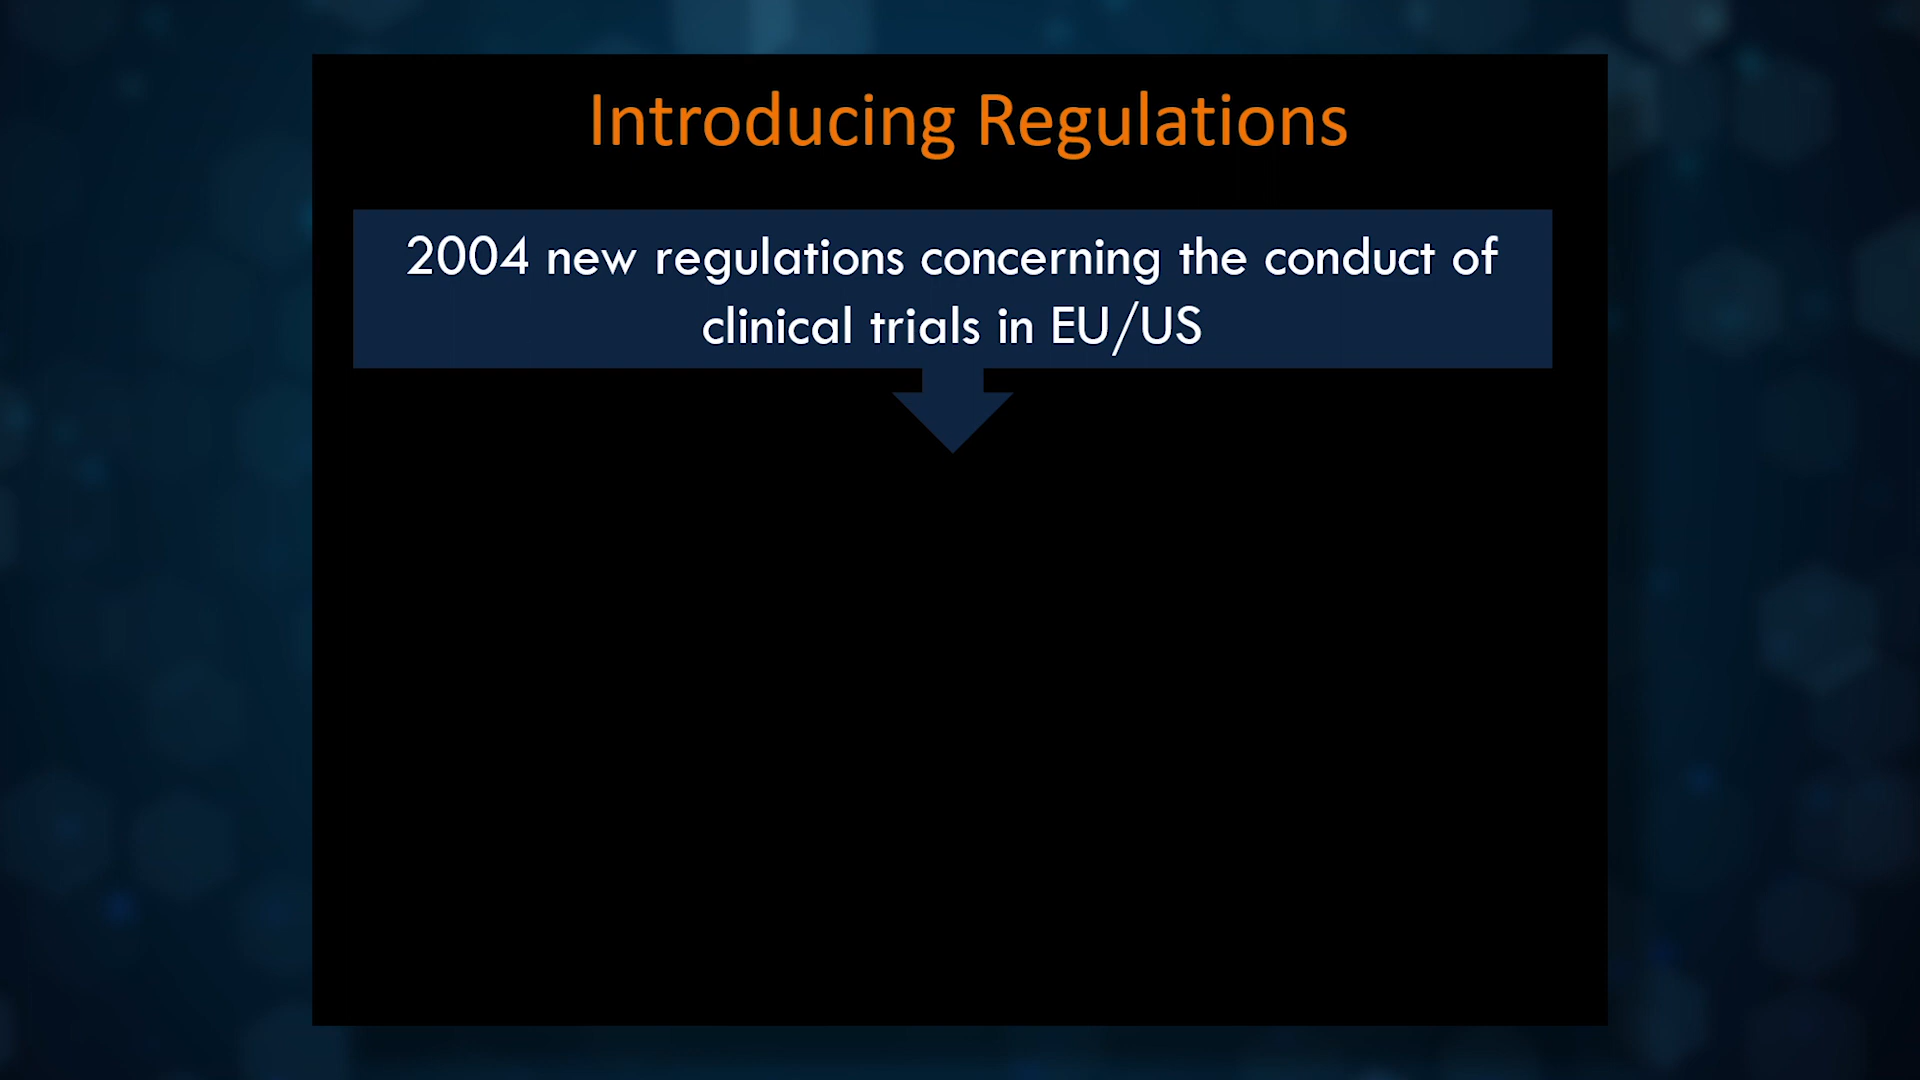 Introducing Regulations
2004 new regulations concerning the conduct of
clinical trials in EU/US